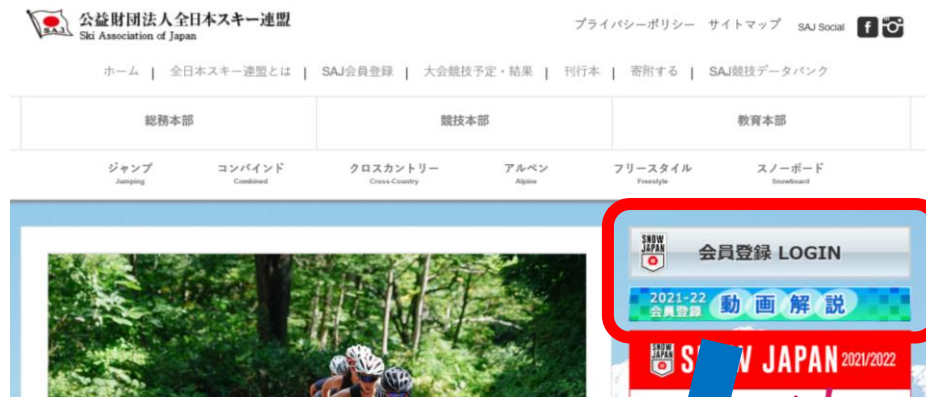 公益財団法人全日本スキー連盟
Ski Association of Japan
プライバシーポリシー サイトマップ SAJ Social
ホーム | 全日本スキー連盟とは | SAJ会員登録 | 大会競技予定・結果 | 刊行本 | 寄附する | SAJ競技データバンク
総務本部 競技本部 教育本部
ジャンプ コンバインド クロスカントリー アルペン フリースタイル スノーボード
Jumping Combined Cross-Country Alpine Freestyle Snowboard
SNOW JAPAN 会員登録 LOGIN
2021-22
会員登録 動画解説
SNOW JAPAN JAPAN 2021/2022